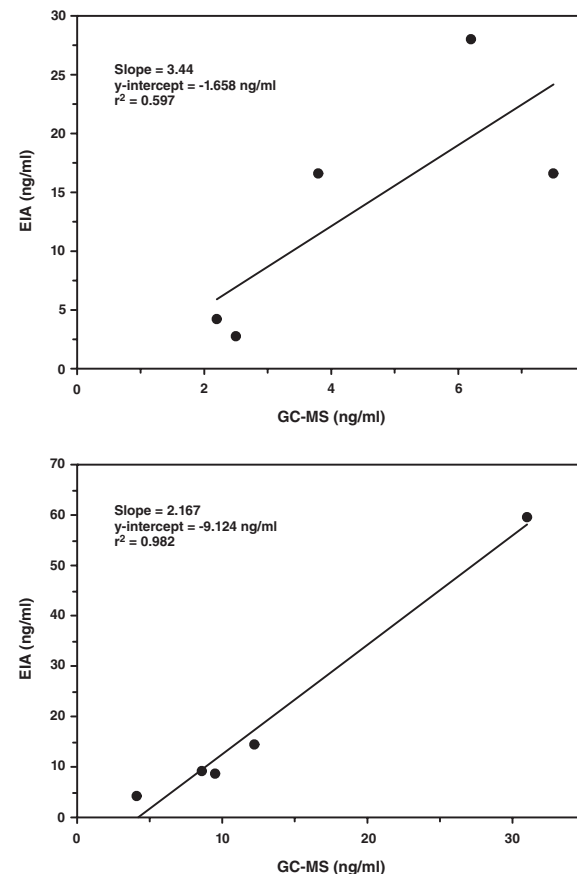 30
25
20
15
10
5
0
EIA (ng/ml)
Slope = 3.44
y-intercept = -1.658 ng/ml
r² = 0.597
0 2 4 6
GC-MS (ng/ml)
70
60
50
40
30
20
10
0
EIA (ng/ml)
Slope = 2.167
y-intercept = -9.124 ng/ml
r² = 0.982
0 10 20 30
GC-MS (ng/ml)